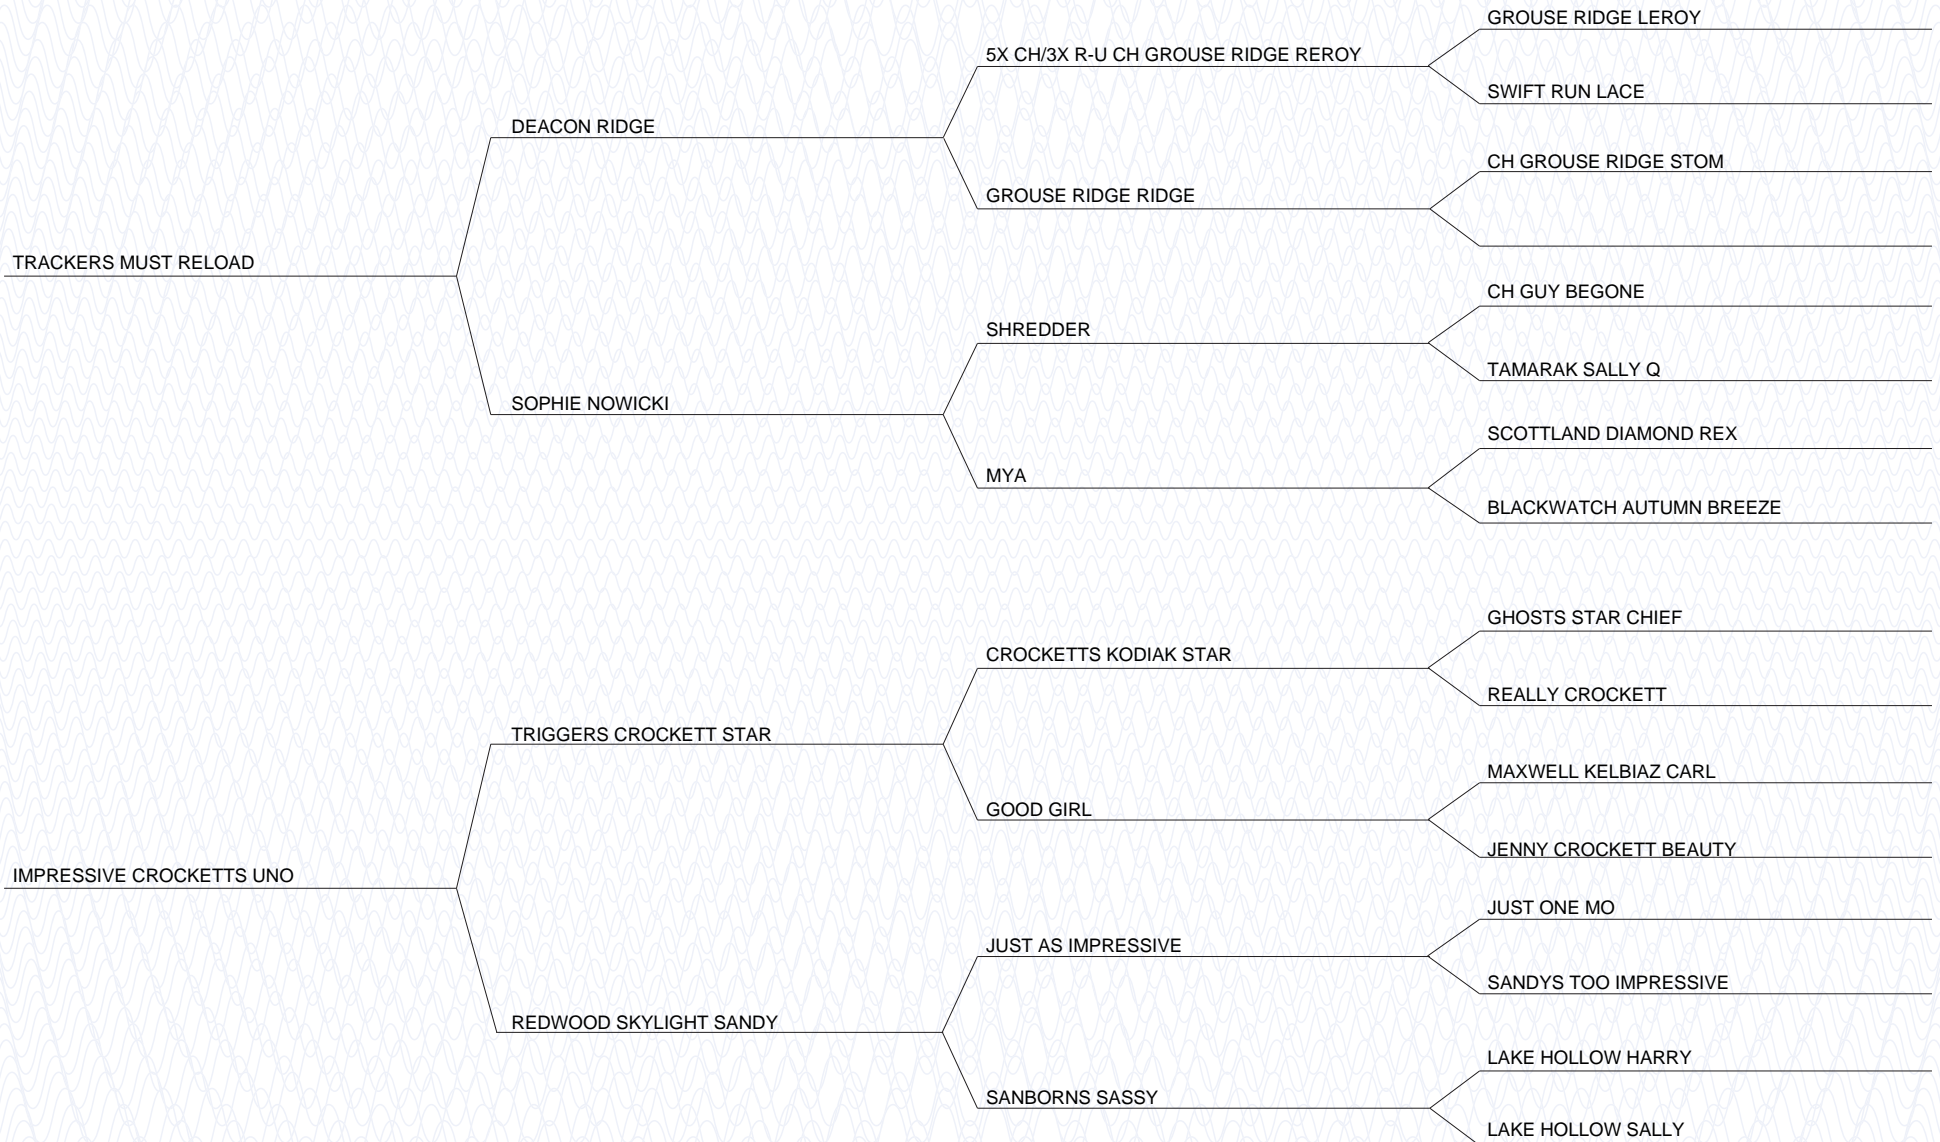 GROUSE RIDGE LEROY
5X CH/3X R-U CH GROUSE RIDGE REROY
SWIFT RUN LACE
DEACON RIDGE
CH GROUSE RIDGE STOM
GROUSE RIDGE RIDGE
TRACKERS MUST RELOAD
CH GUY BEGONE
SHREDDER
TAMARAK SALLY Q
SOPHIE NOWICKI
SCOTTLAND DIAMOND REX
MYA
BLACKWATCH AUTUMN BREEZE
GHOSTS STAR CHIEF
CROCKETTS KODIAK STAR
REALLY CROCKETT
TRIGGERS CROCKETT STAR
MAXWELL KELBIAZ CARL
GOOD GIRL
JENNY CROCKETT BEAUTY
IMPRESSIVE CROCKETTS UNO
JUST ONE MO
JUST AS IMPRESSIVE
SANDYS TOO IMPRESSIVE
REDWOOD SKYLIGHT SANDY
LAKE HOLLOW HARRY
SANBORNS SASSY
LAKE HOLLOW SALLY